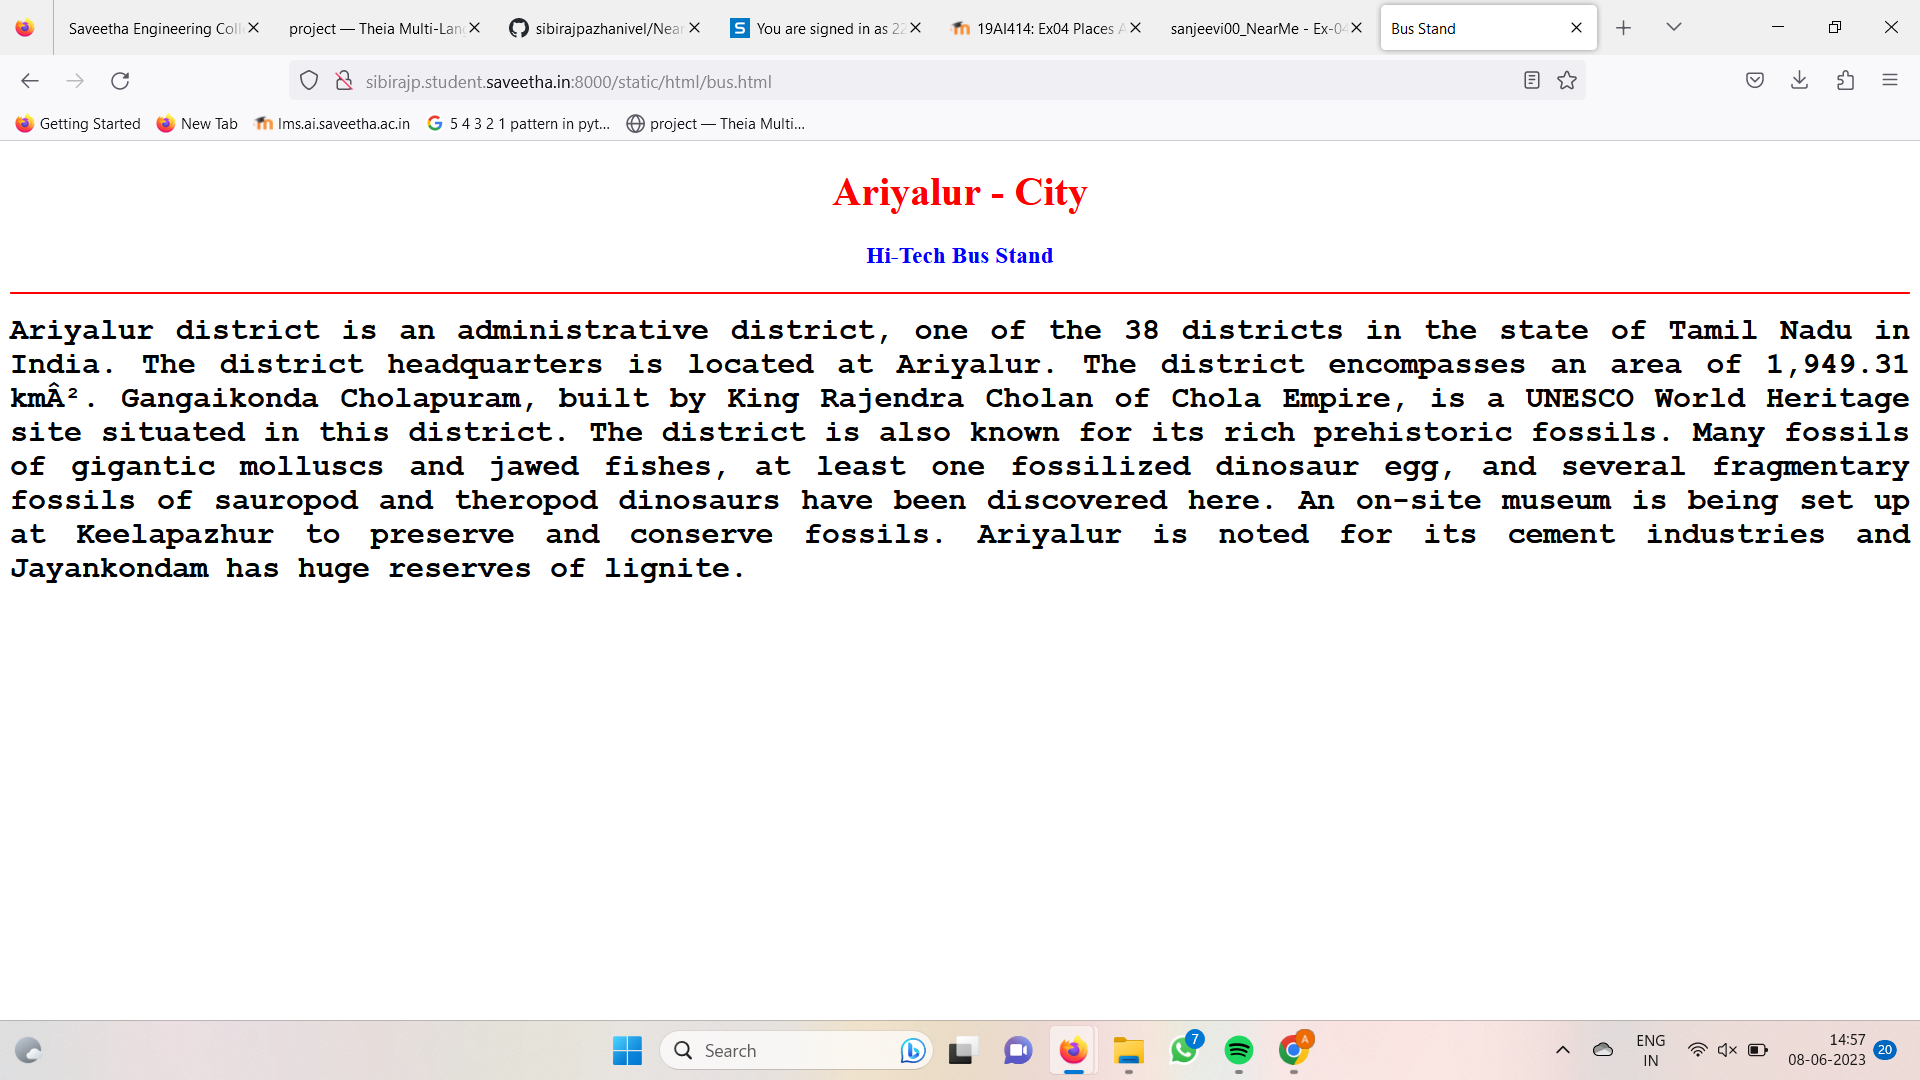 Saveetha Engineering Coll
project — Theia Multi-Lang
sibirajpazhanivel/Near
You are signed in as 22
19AI414: Ex04 Places A
sanjeevi00_NearMe - Ex-04
Bus Stand
sibirajp.student.saveetha.in:8000/static/html/bus.html
Getting Started
New Tab
lms.ai.saveetha.ac.in
5 4 3 2 1 pattern in pyt...
project — Theia Multi...
Ariyalur - City
Hi-Tech Bus Stand
Ariyalur district is an administrative district, one of the 38 districts in the state of Tamil Nadu in
India. The district headquarters is located at Ariyalur. The district encompasses an area of 1,949.31
kmÂ². Gangaikonda Cholapuram, built by King Rajendra Cholan of Chola Empire, is a UNESCO World Heritage
site situated in this district. The district is also known for its rich prehistoric fossils. Many fossils
of gigantic molluscs and jawed fishes, at least one fossilized dinosaur egg, and several fragmentary
fossils of sauropod and theropod dinosaurs have been discovered here. An on-site museum is being set up
at Keelapazhur to preserve and conserve fossils. Ariyalur is noted for its cement industries and
Jayankondam has huge reserves of lignite.
Search
7
A
ENG
IN
14:57
08-06-2023
20